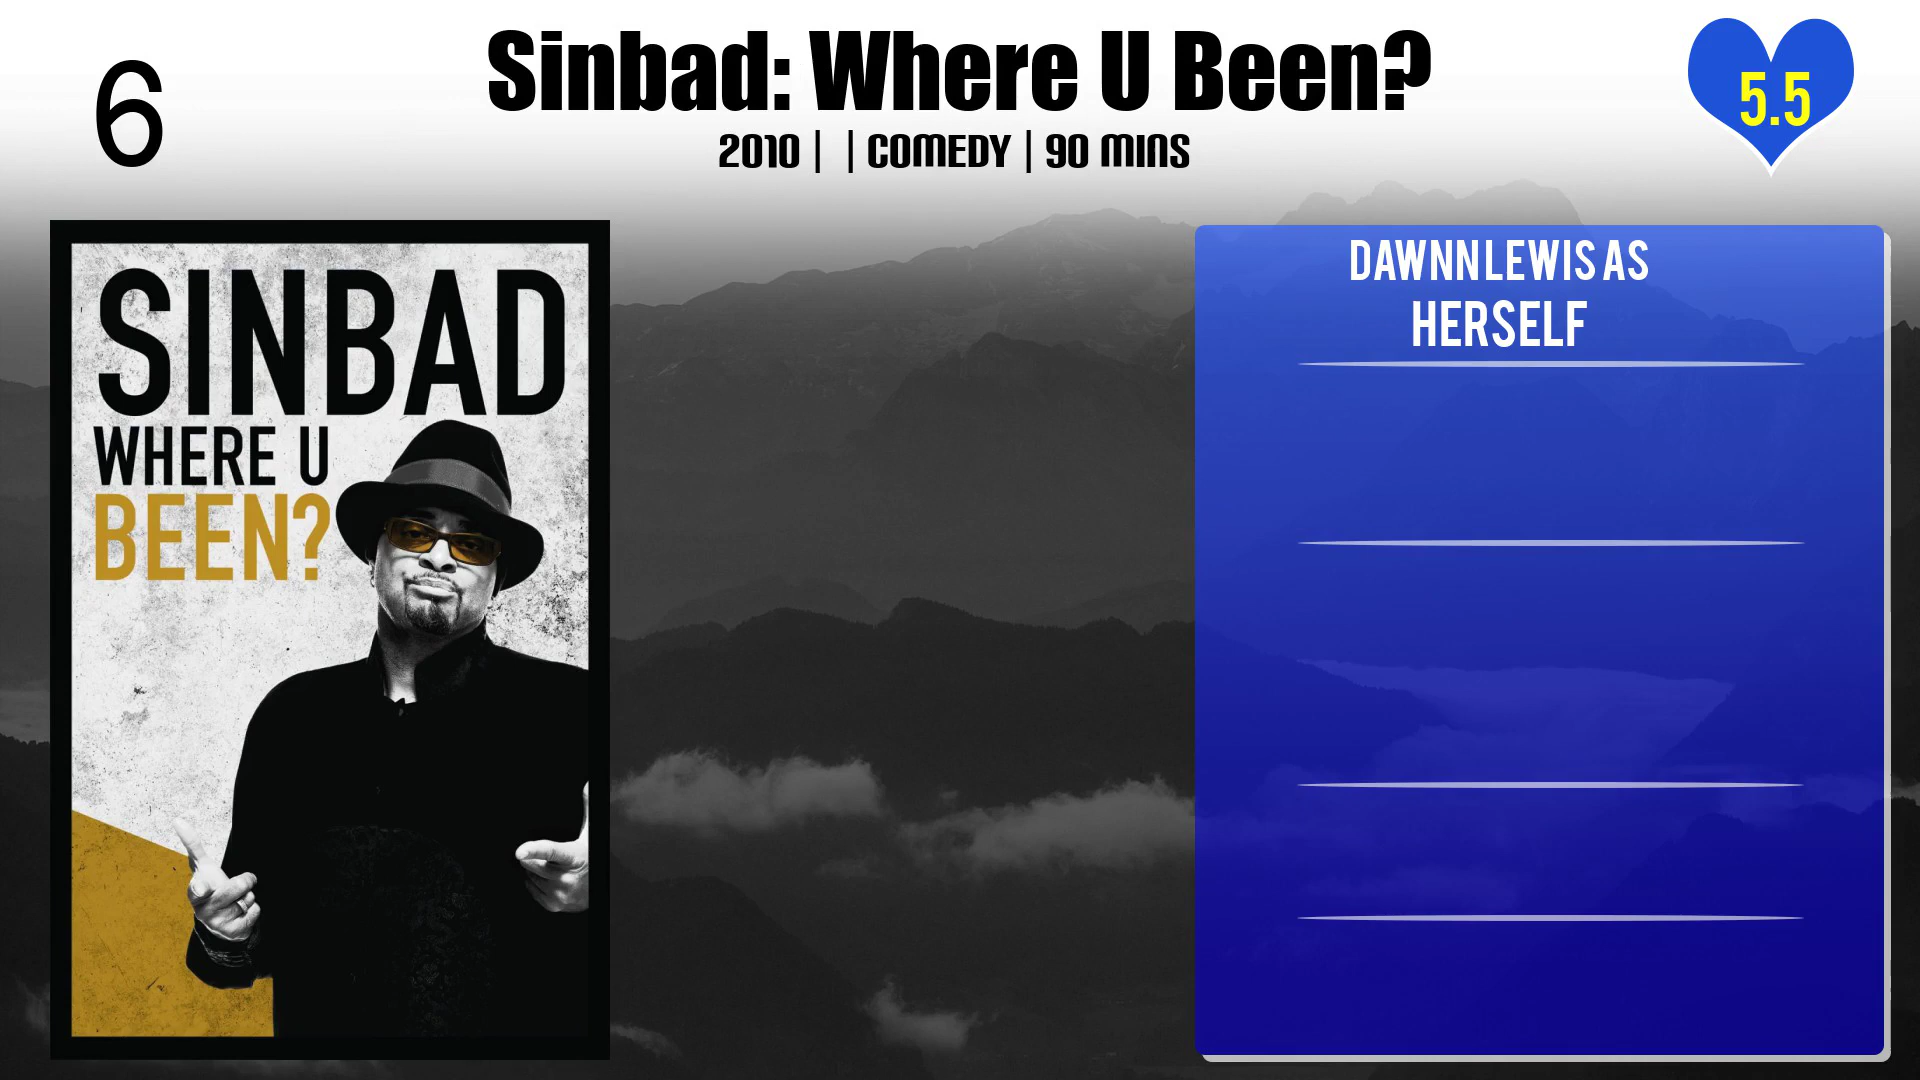 6
Sinbad: Where U Been?
2010 | | COMEDY | 90 MINS
5.5
SINBAD
WHERE U
BEEN?
DAWNN LEWIS AS
HERSELF